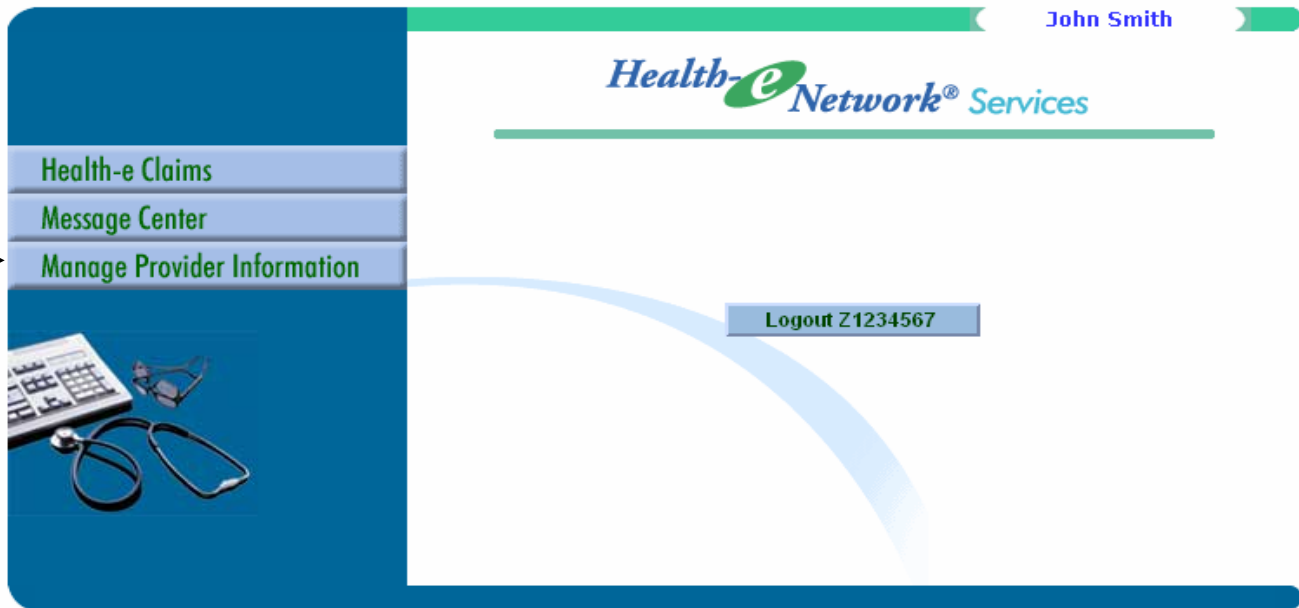 John Smith
Health-e Network® Services
Health-e Claims
Message Center
Manage Provider Information
Logout Z1234567